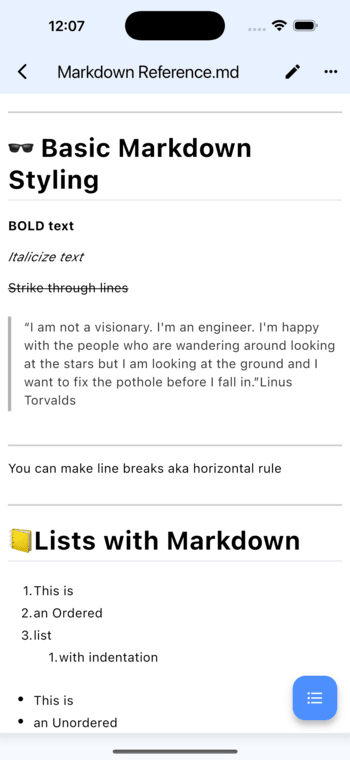 12:07
Markdown Reference.md
🕶️ Basic Markdown
Styling
BOLD text
Italicize text
Strike through lines
“I am not a visionary. I'm an engineer. I'm happy
with the people who are wandering around looking
at the stars but I am looking at the ground and I
want to fix the pothole before I fall in.”Linus
Torvalds
You can make line breaks aka horizontal rule
📒Lists with Markdown
1. This is
2. an Ordered
3. list
1. with indentation
• This is
• an Unordered